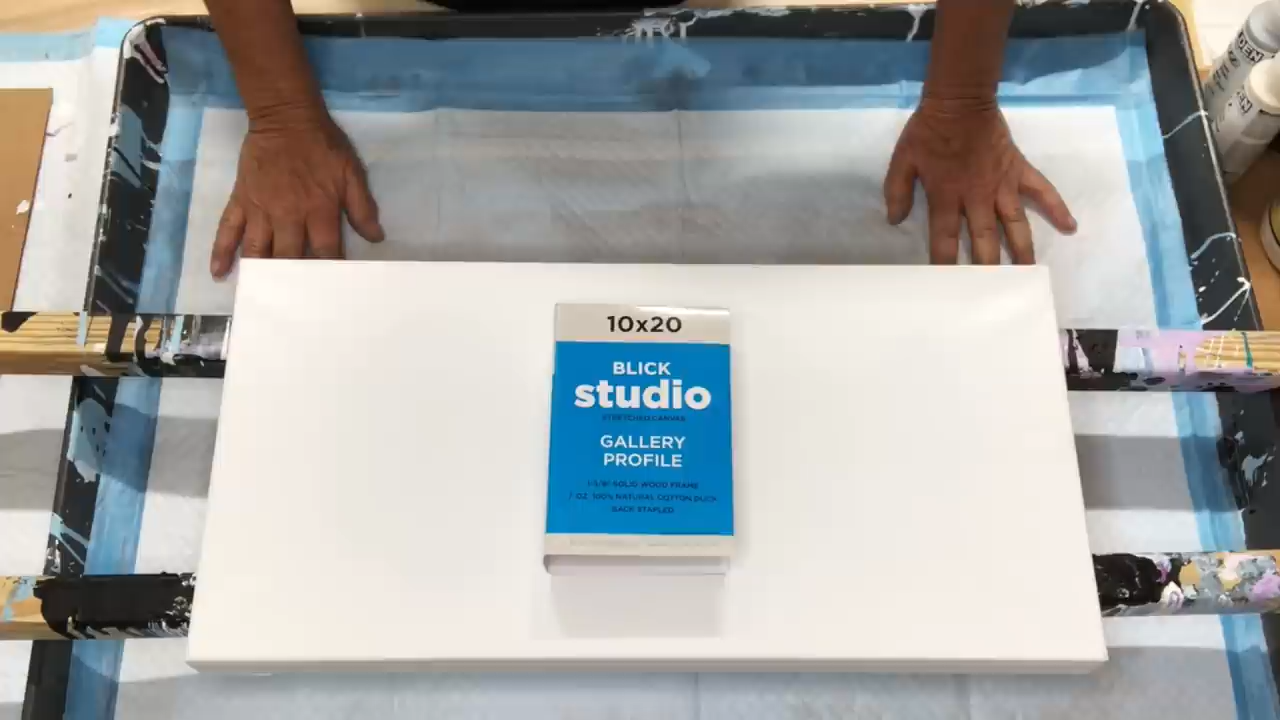 10x20
BLICK
studio
STRETCHED CANVAS
GALLERY
PROFILE
1-3/8" SOLID WOOD FRAME
7 OZ. 100% NATURAL COTTON DUCK
BACK STAPLED